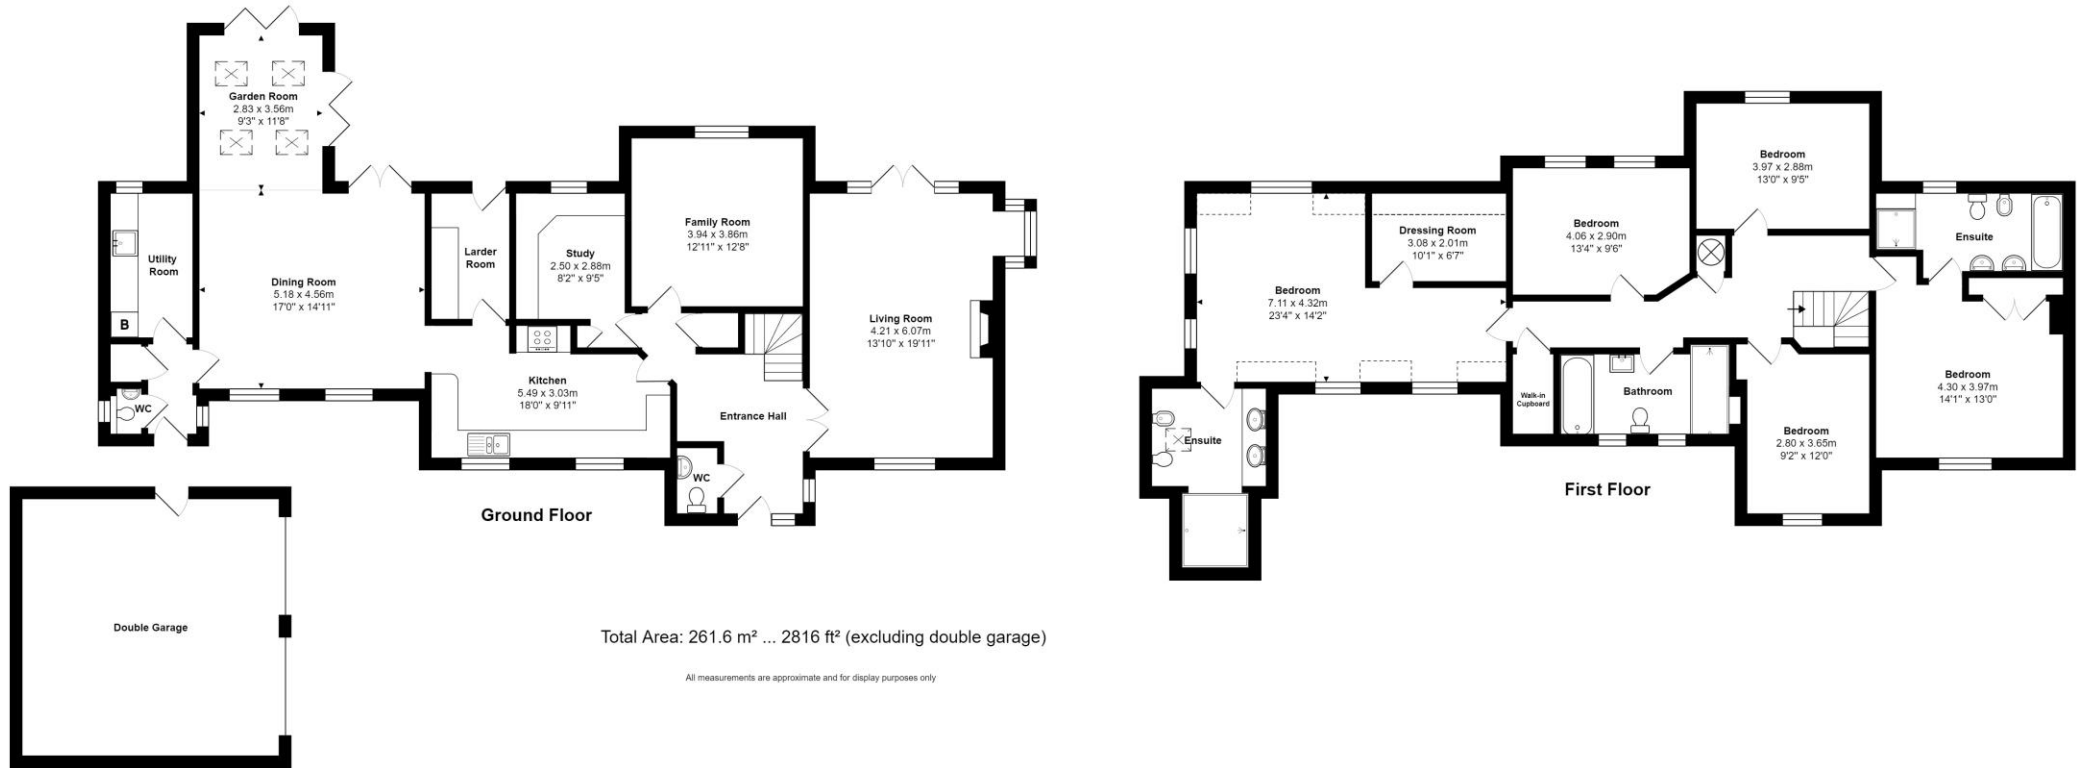 Garden Room
2.83 x 3.56m
9'3" x 11'8"
Utility
Room
B
WC
Dining Room
5.18 x 4.56m
17'0" x 14'11"
Larder
Room
Study
2.50 x 2.88m
8'2" x 9'5"
Family Room
3.94 x 3.86m
12'11" x 12'8"
Living Room
4.21 x 6.07m
13'10" x 19'11"
Kitchen
5.49 x 3.03m
18'0" x 9'11"
Entrance Hall
WC
Ground Floor
Double Garage
Total Area: 261.6 m² ... 2816 ft² (excluding double garage)
All measurements are approximate and for display purposes only
Bedroom
7.11 x 4.32m
23'4" x 14'2"
Dressing Room
3.08 x 2.01m
10'1" x 6'7"
Bedroom
4.06 x 2.90m
13'4" x 9'6"
Bedroom
3.97 x 2.88m
13'0" x 9'5"
Ensuite
Bedroom
4.30 x 3.97m
14'1" x 13'0"
Ensuite
Walk-in
Cupboard
Bathroom
Bedroom
2.80 x 3.65m
9'2" x 12'0"
First Floor